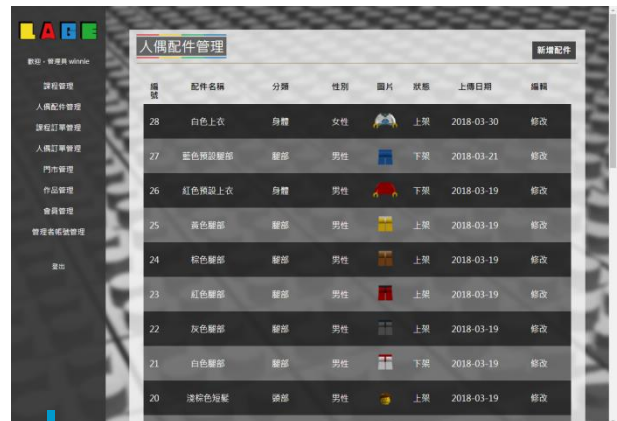 LAGE
歡迎，管理員 winnie
課程管理
人偶配件管理
課程訂單管理
人偶訂單管理
門市管理
作品管理
會員管理
管理者帳號管理
登出
人偶配件管理
新增配件
編號 配件名稱 分類 性別 圖片 狀態 上傳日期 編輯
28 白色上衣 身體 女性 上架 2018-03-30 修改
27 藍色預設腿部 腿部 男性 下架 2018-03-21 修改
26 紅色預設上衣 身體 男性 下架 2018-03-19 修改
25 黃色腿部 腿部 男性 上架 2018-03-19 修改
24 棕色腿部 腿部 男性 上架 2018-03-19 修改
23 紅色腿部 腿部 男性 上架 2018-03-19 修改
22 灰色腿部 腿部 男性 上架 2018-03-19 修改
21 白色腿部 腿部 男性 下架 2018-03-19 修改
20 淺棕色短髮 頭部 男性 上架 2018-03-19 修改